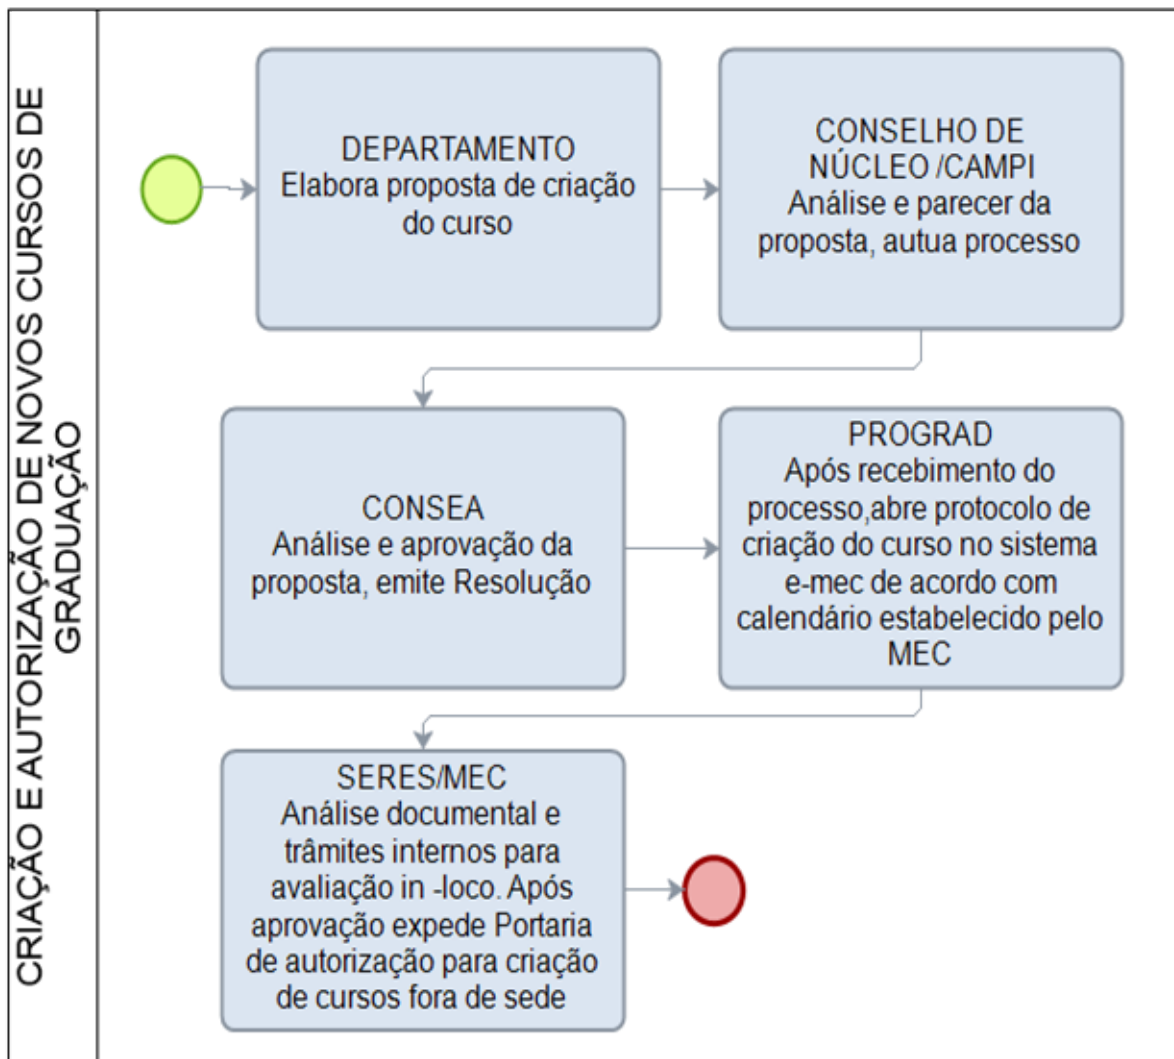 CRIAÇÃO E AUTORIZAÇÃO DE NOVOS CURSOS DE
GRADUAÇÃO
DEPARTAMENTO
Elabora proposta de criação
do curso
CONSELHO DE
NÚCLEO /CAMPI
Análise e parecer da
proposta, autua processo
CONSEA
Análise e aprovação da
proposta, emite Resolução
PROGRAD
Após recebimento do
processo,abre protocolo de
criação do curso no sistema
e-mec de acordo com
calendário estabelecido pelo
MEC
SERES/MEC
Análise documental e
trâmites internos para
avaliação in -loco. Após
aprovação expede Portaria
de autorização para criação
de cursos fora de sede